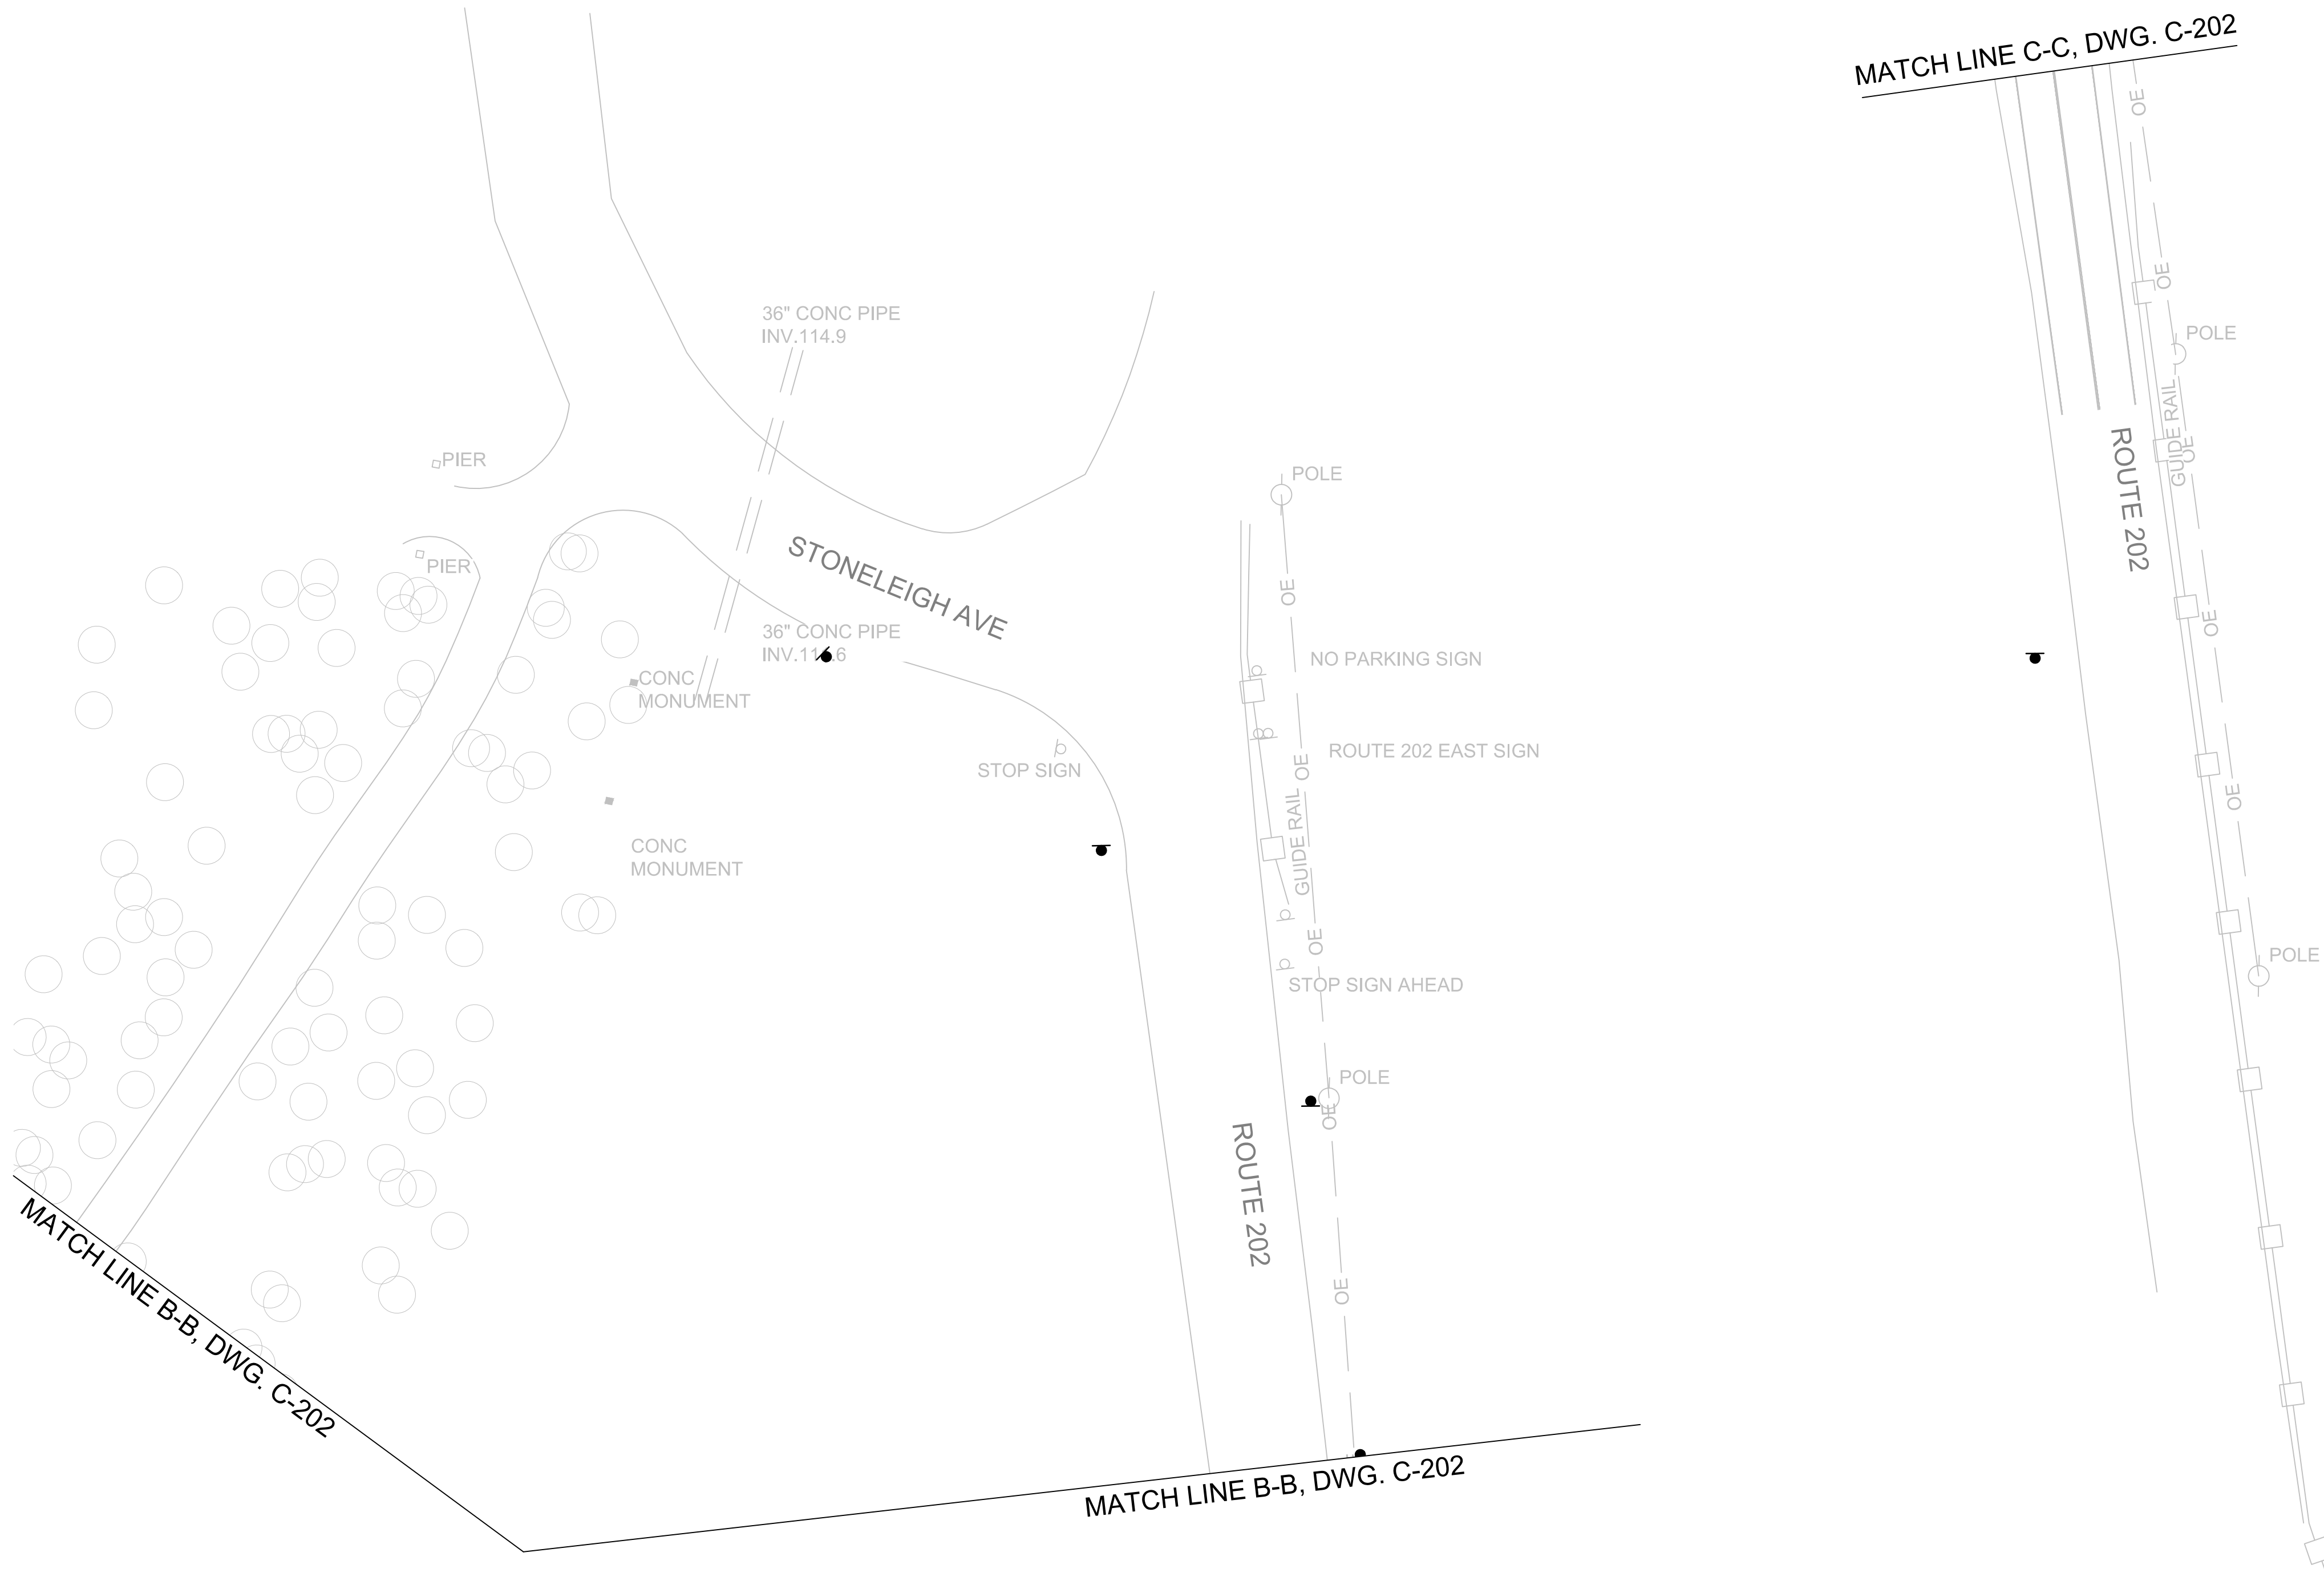 MATCH LINE C-C, DWG. C-202
OE
OE
POLE
GUIDE RAIL
OE
ROUTE 202
OE
OE
POLE
36" CONC PIPE
INV.114.9
PIER
PIER
STONELEIGH AVE
36" CONC PIPE
CONC
MONUMENT
CONC
MONUMENT
STOP SIGN
POLE
OE
NO PARKING SIGN
ROUTE 202 EAST SIGN
OE
GUIDE RAIL
OE
STOP SIGN AHEAD
POLE
OE
ROUTE 202
OE
MATCH LINE B-B, DWG. C-202
MATCH LINE B-B, DWG. C-202